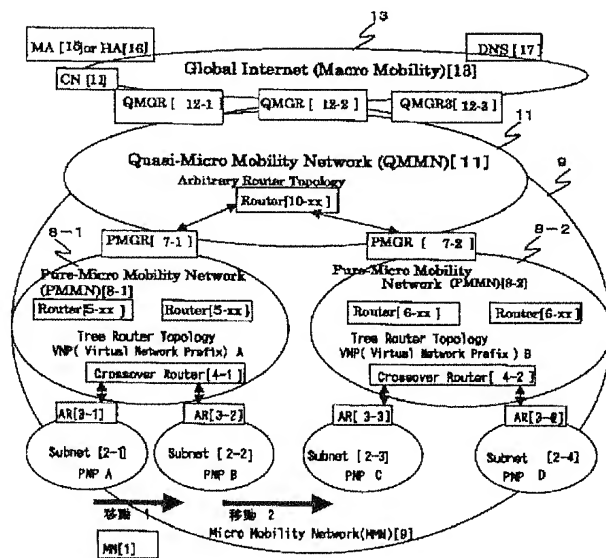 13
MA [15]or HA[16]
DNS [17]
Global Internet (Macro Mobility)[13]
CN [11]
QMGR[ 12-1]
QMGR[ 12-2]
QMGR3[ 12-3]
11
Quasi-Micro Mobility Network (QMMN)[11]
9
Arbitrary Router Topology
Router[10-xx]
8-1
8-2
PMGR[ 7-1]
PMGR [ 7-2]
Pure-Micro Mobility Network
(PMMN)[8-1]
Pure-Micro Mobility
Network (PMMN)[8-2]
Router[5-xx]
Router[5-xx]
Router[ 6-xx]
Router[6-xx]
Tree Router Topology
VNP( Virtual Network Prefix) A
Tree Router Topology
VNP( Virtual Network Prefix) B
Crossover Router[4-1]
Crossover Router[ 4-2]
AR[3-1]
AR[3-2]
AR[ 3-3]
AR[3-4]
Subnet [2-1]
PNP A
Subnet [2-2]
PNP B
Subnet [2-3]
PNP C
Subnet [2-4]
PNP D
移動 1
移動 2
Micro Mobility Network(MMN)[9]
MN[1]